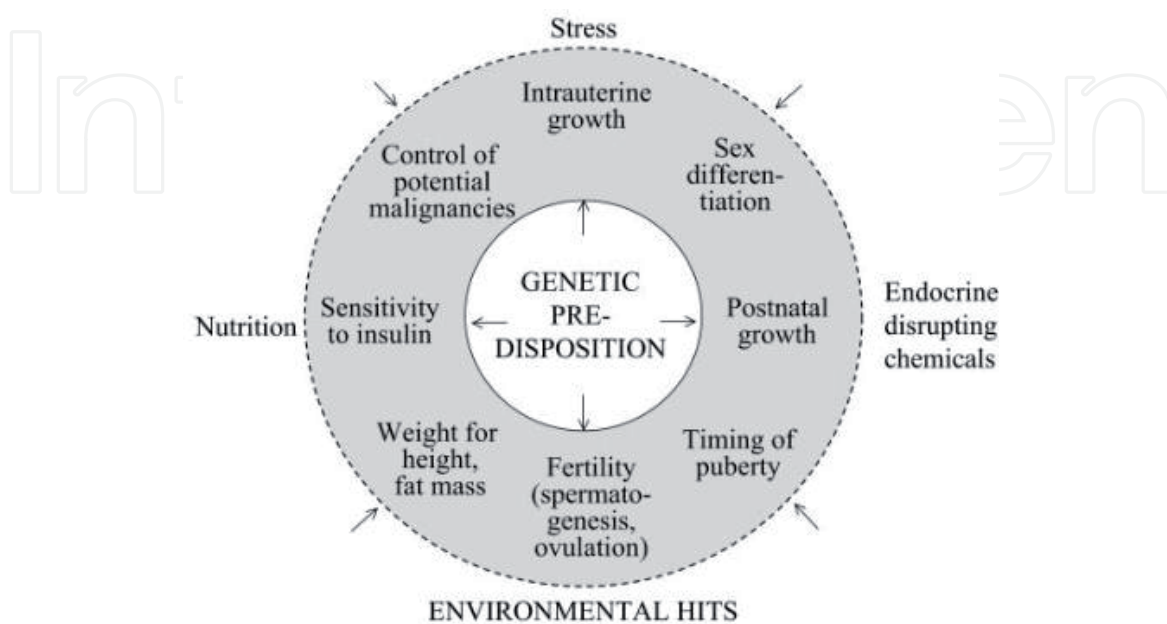 Stress
Intrauterine
growth
Sex
differen-
tiation
Control of
potential
malignancies
GENETIC
PRE-
DISPOSITION
Sensitivity
to insulin
Postnatal
growth
Nutrition
Endocrine
disrupting
chemicals
Weight for
height,
fat mass
Fertility
(spermato-
genesis,
ovulation)
Timing of
puberty
ENVIRONMENTAL HITS